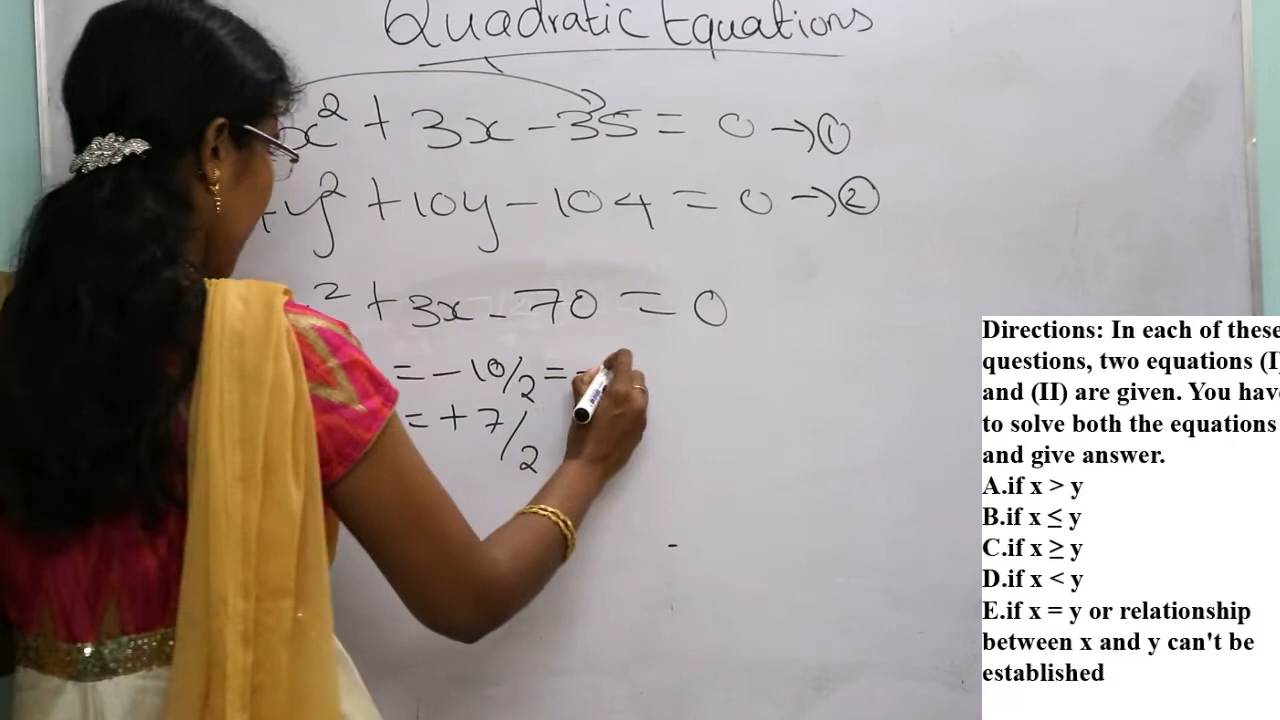 Quadratic Equations
x² + 3x - 35 = 0 → ①
y² + 10y - 104 = 0 → ②
² + 3x - 70 = 0
= - 10/2 = -
= + 7/2
Directions: In each of these
questions, two equations (I)
and (II) are given. You have
to solve both the equations
and give answer.
A.if x > y
B.if x ≤ y
C.if x ≥ y
D.if x < y
E.if x = y or relationship
between x and y can't be
established